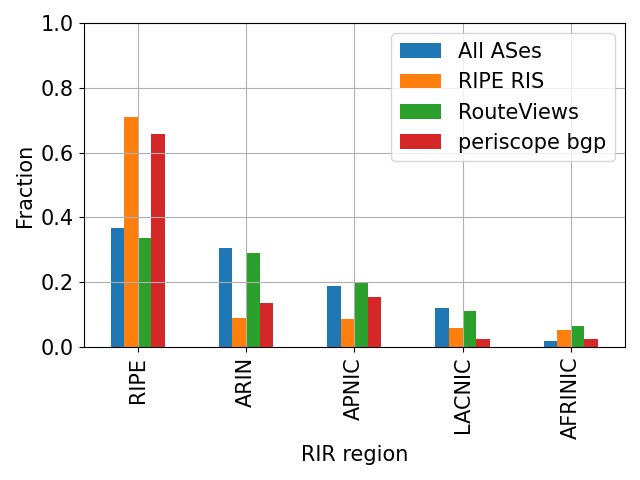 1.0
0.8
0.6
0.4
0.2
0.0
Fraction
All ASes
RIPE RIS
RouteViews
periscope bgp
RIPE
ARIN
APNIC
LACNIC
AFRINIC
RIR region